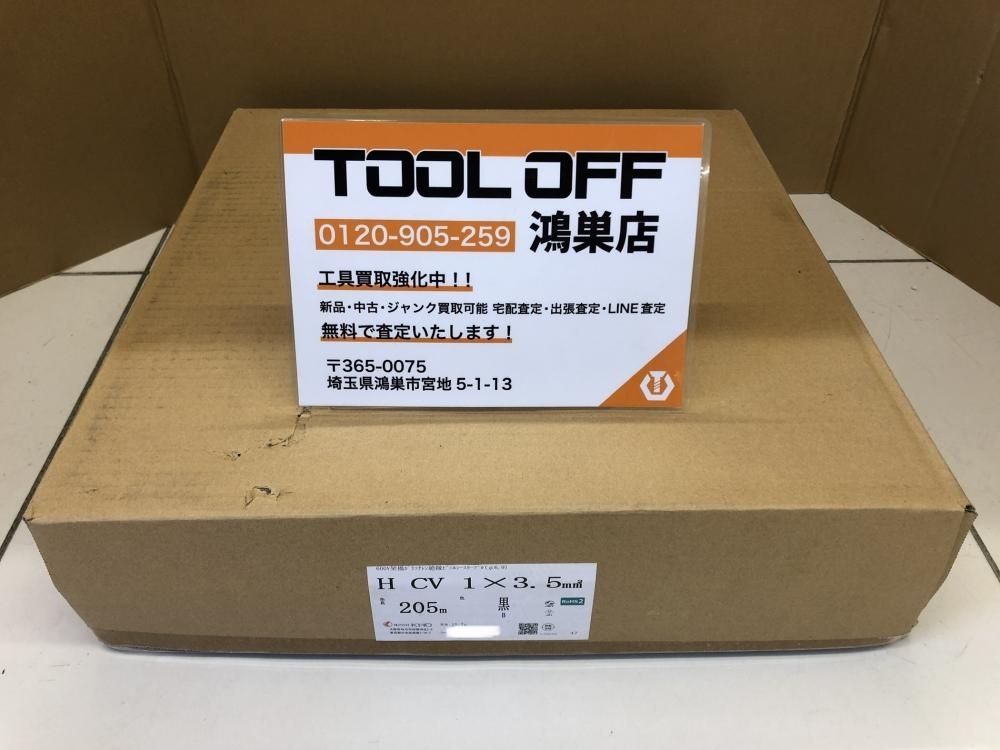 TOOL OFF
0120-905-259 鴻巣店
工具買取強化中！！
新品・中古・ジャンク買取可能 宅配査定・出張査定・LINE査定
無料で査定いたします！
〒365-0075
埼玉県鴻巣市宮地 5-1-13
H CV 1×3.5mm²
205m 黒 RoHS2
B
47